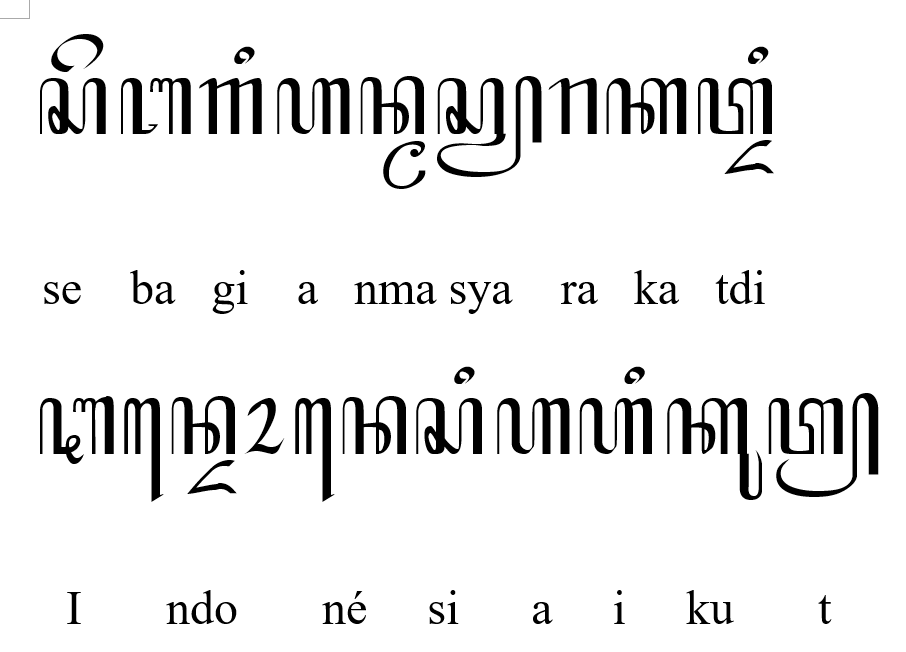 ꦱꦼꦧꦒꦶꦲꦤ꧀ꦩꦱꦾꦫꦏꦠ꧀ꦢꦶ
se ba gi a nma sya ra ka tdi
ꦆꦤ꧀ꦢꦺꦴꦤꦺꦱꦶꦲꦲꦶꦏꦸꦠꦾ
I ndo né si a i ku t